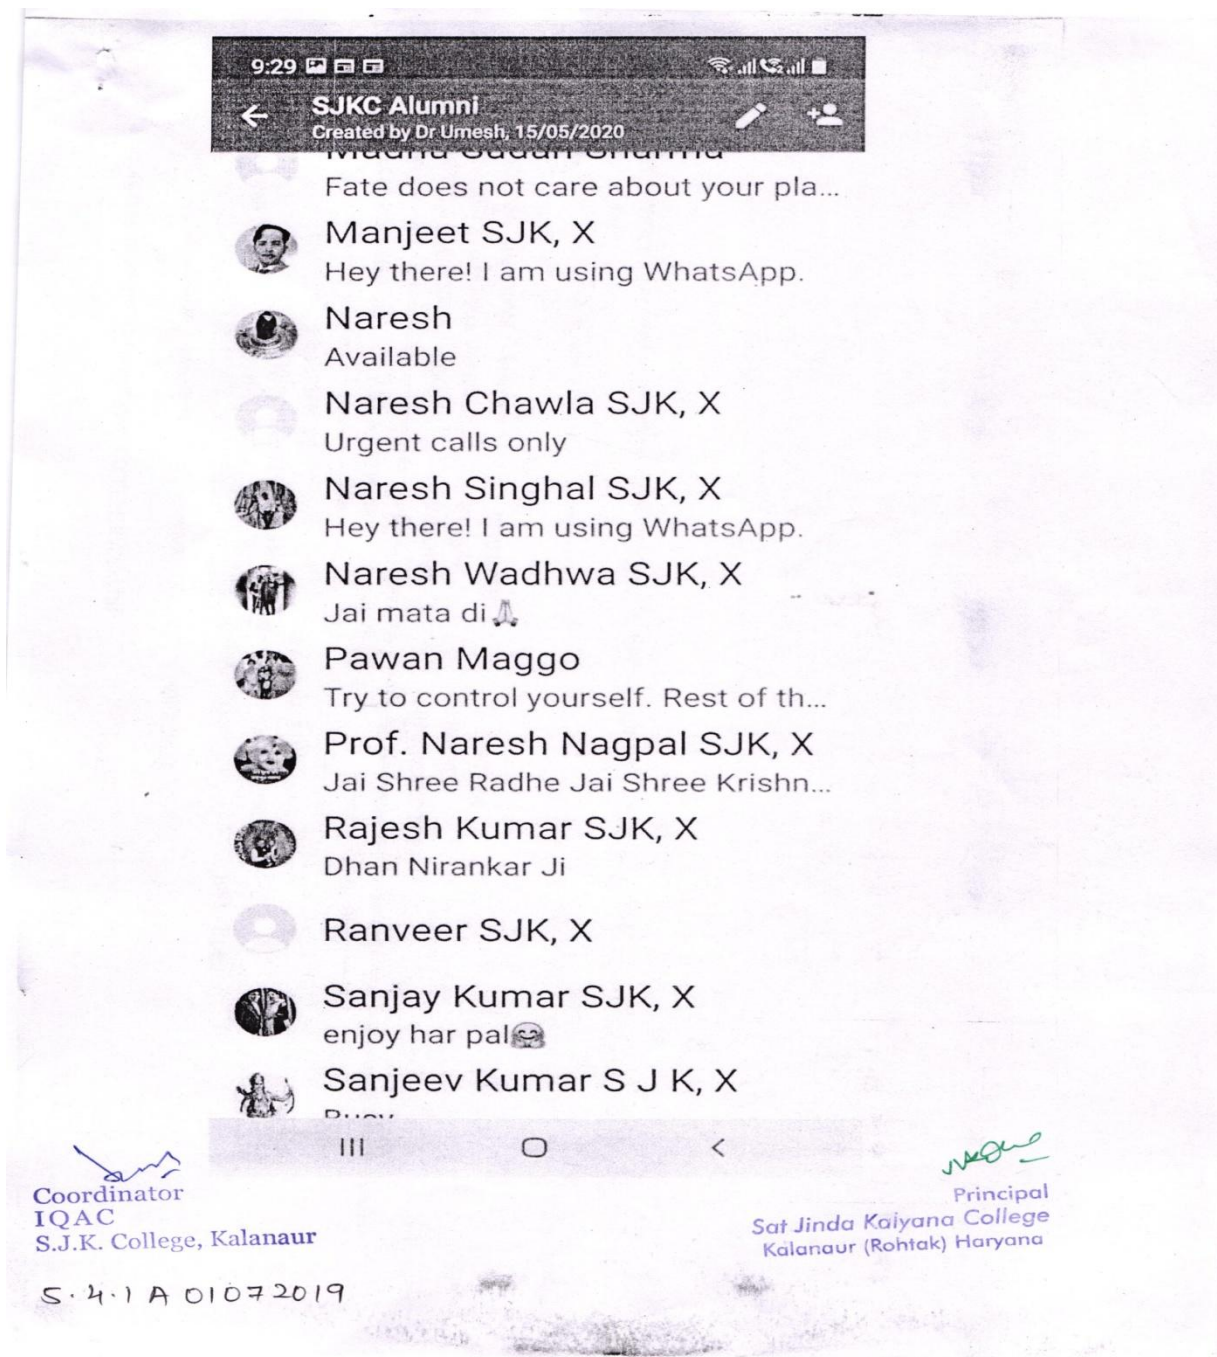 9:29
SJKC Alumni
Created by Dr Umesh, 15/05/2020
Madhu Sudan Sharma
Fate does not care about your pla...
Manjeet SJK, X
Hey there! I am using WhatsApp.
Naresh
Available
Naresh Chawla SJK, X
Urgent calls only
Naresh Singhal SJK, X
Hey there! I am using WhatsApp.
Naresh Wadhwa SJK, X
Jai mata di🙏
Pawan Maggo
Try to control yourself. Rest of th...
Prof. Naresh Nagpal SJK, X
Jai Shree Radhe Jai Shree Krishn...
Rajesh Kumar SJK, X
Dhan Nirankar Ji
Ranveer SJK, X
Sanjay Kumar SJK, X
enjoy har pal🤗
Sanjeev Kumar S J K, X
Busy
Coordinator
IQAC
S.J.K. College, Kalanaur
Principal
Sat Jinda Kalyana College
Kalanaur (Rohtak) Haryana
5.4.1 A 01072019